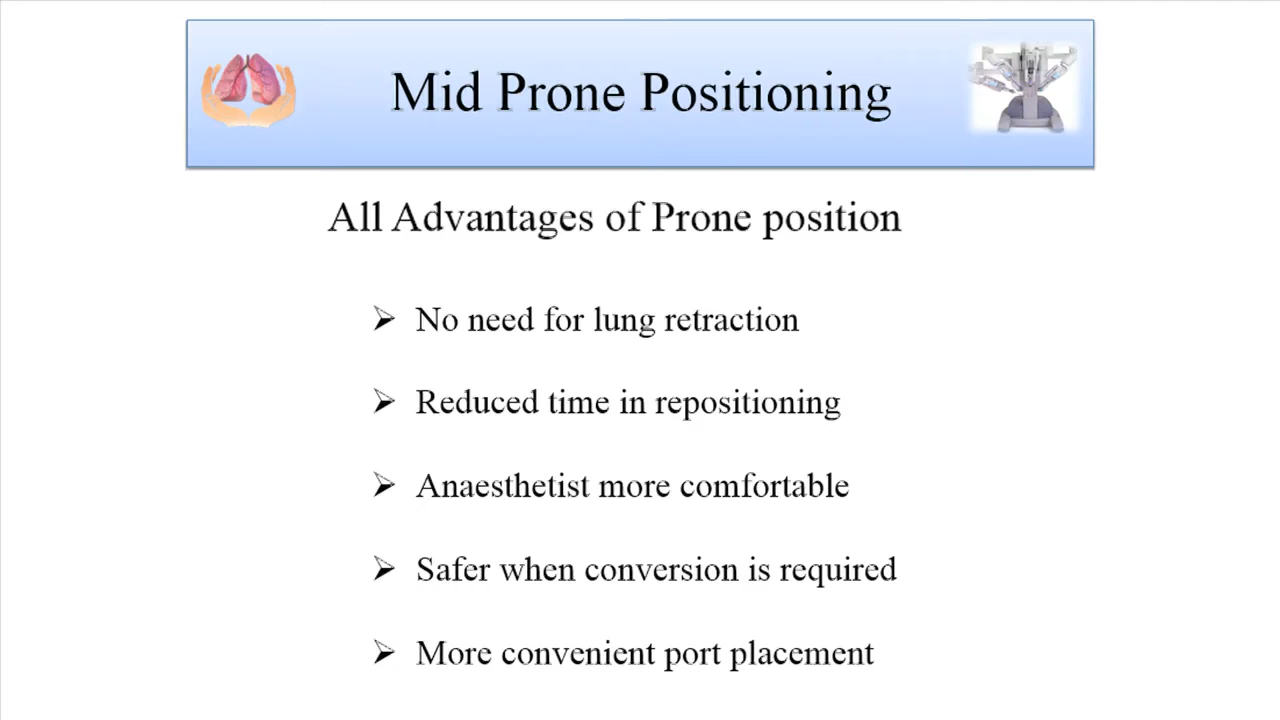 Mid Prone Positioning
All Advantages of Prone position
No need for lung retraction
Reduced time in repositioning
Anaesthetist more comfortable
Safer when conversion is required
More convenient port placement